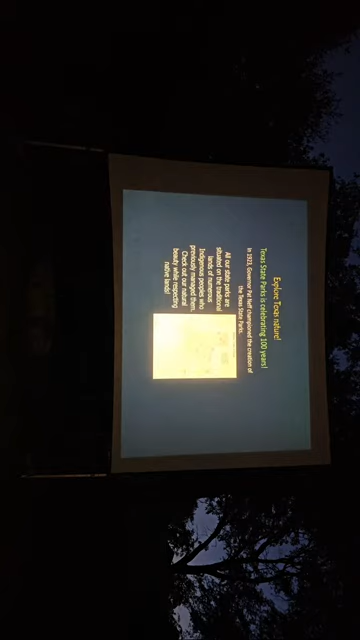 Explore Texas nature!
Texas State Parks is celebrating 100 years!
In 1923, Governor Pat Neff championed the creation of
the Texas State Parks.
All our state parks are
situated on the traditional
lands of numerous
Indigenous peoples who
previously managed them.
Check out our natural
beauty while respecting
native lands!